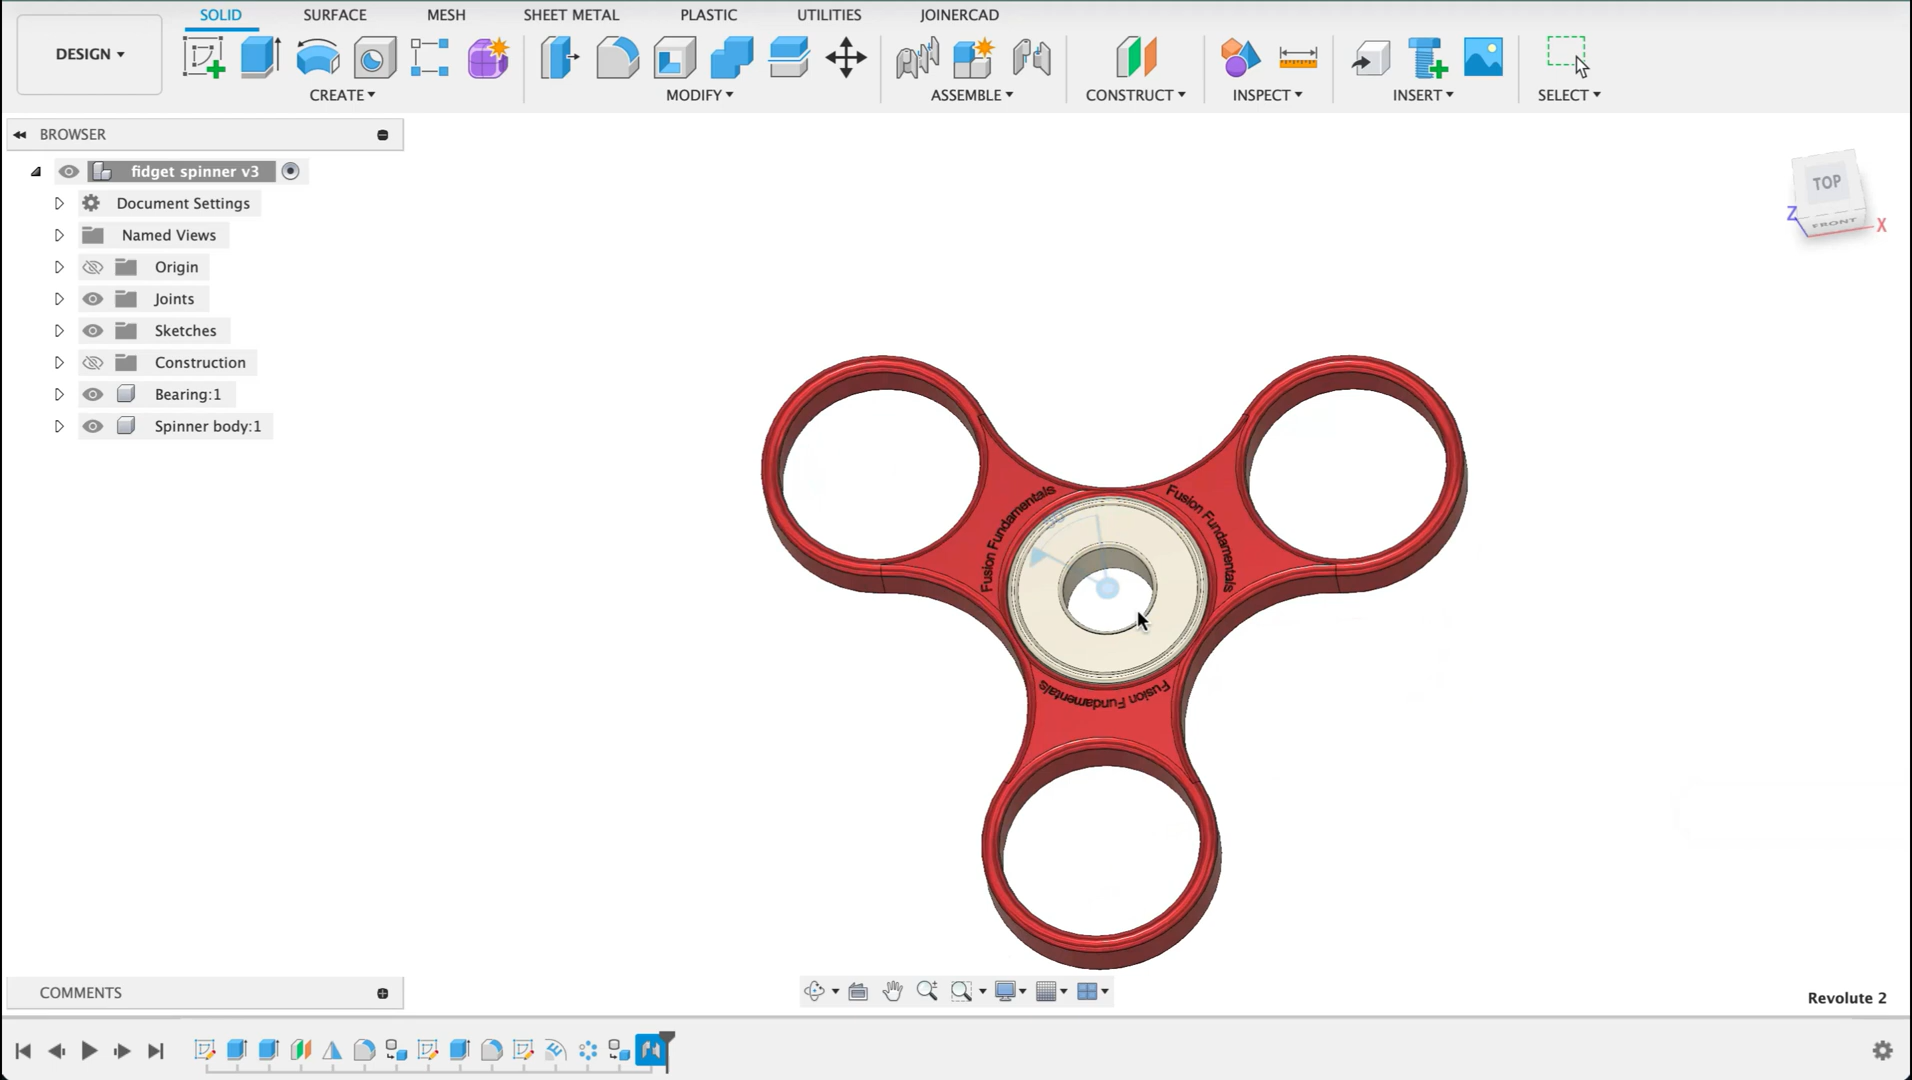 SOLID SURFACE MESH SHEET METAL PLASTIC UTILITIES JOINERCAD
DESIGN
CREATE MODIFY ASSEMBLE CONSTRUCT INSPECT INSERT SELECT
BROWSER
fidget spinner v3
Document Settings
Named Views
Origin
Joints
Sketches
Construction
Bearing:1
Spinner body:1
TOP
FRONT
Z
X
Fusion Fundamentals
Fusion Fundamentals
Fusion Fundamentals
COMMENTS
Revolute 2